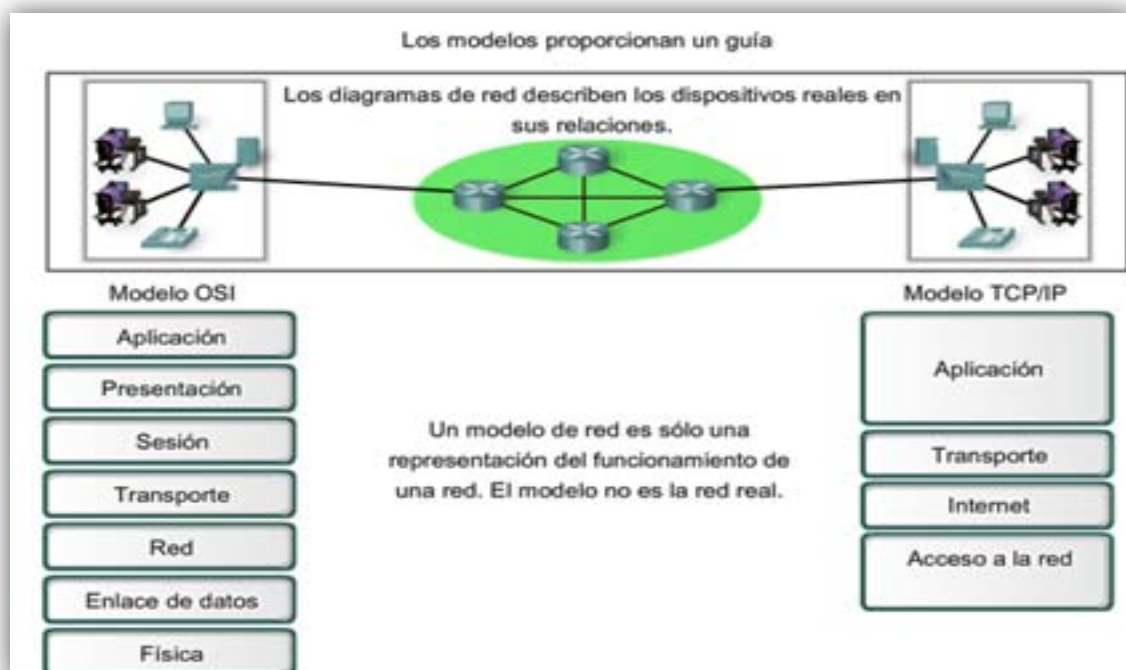 Los modelos proporcionan un guía
Los diagramas de red describen los dispositivos reales en
sus relaciones.
Modelo OSI
Aplicación
Presentación
Sesión
Transporte
Red
Enlace de datos
Física
Un modelo de red es sólo una
representación del funcionamiento de
una red. El modelo no es la red real.
Modelo TCP/IP
Aplicación
Transporte
Internet
Acceso a la red